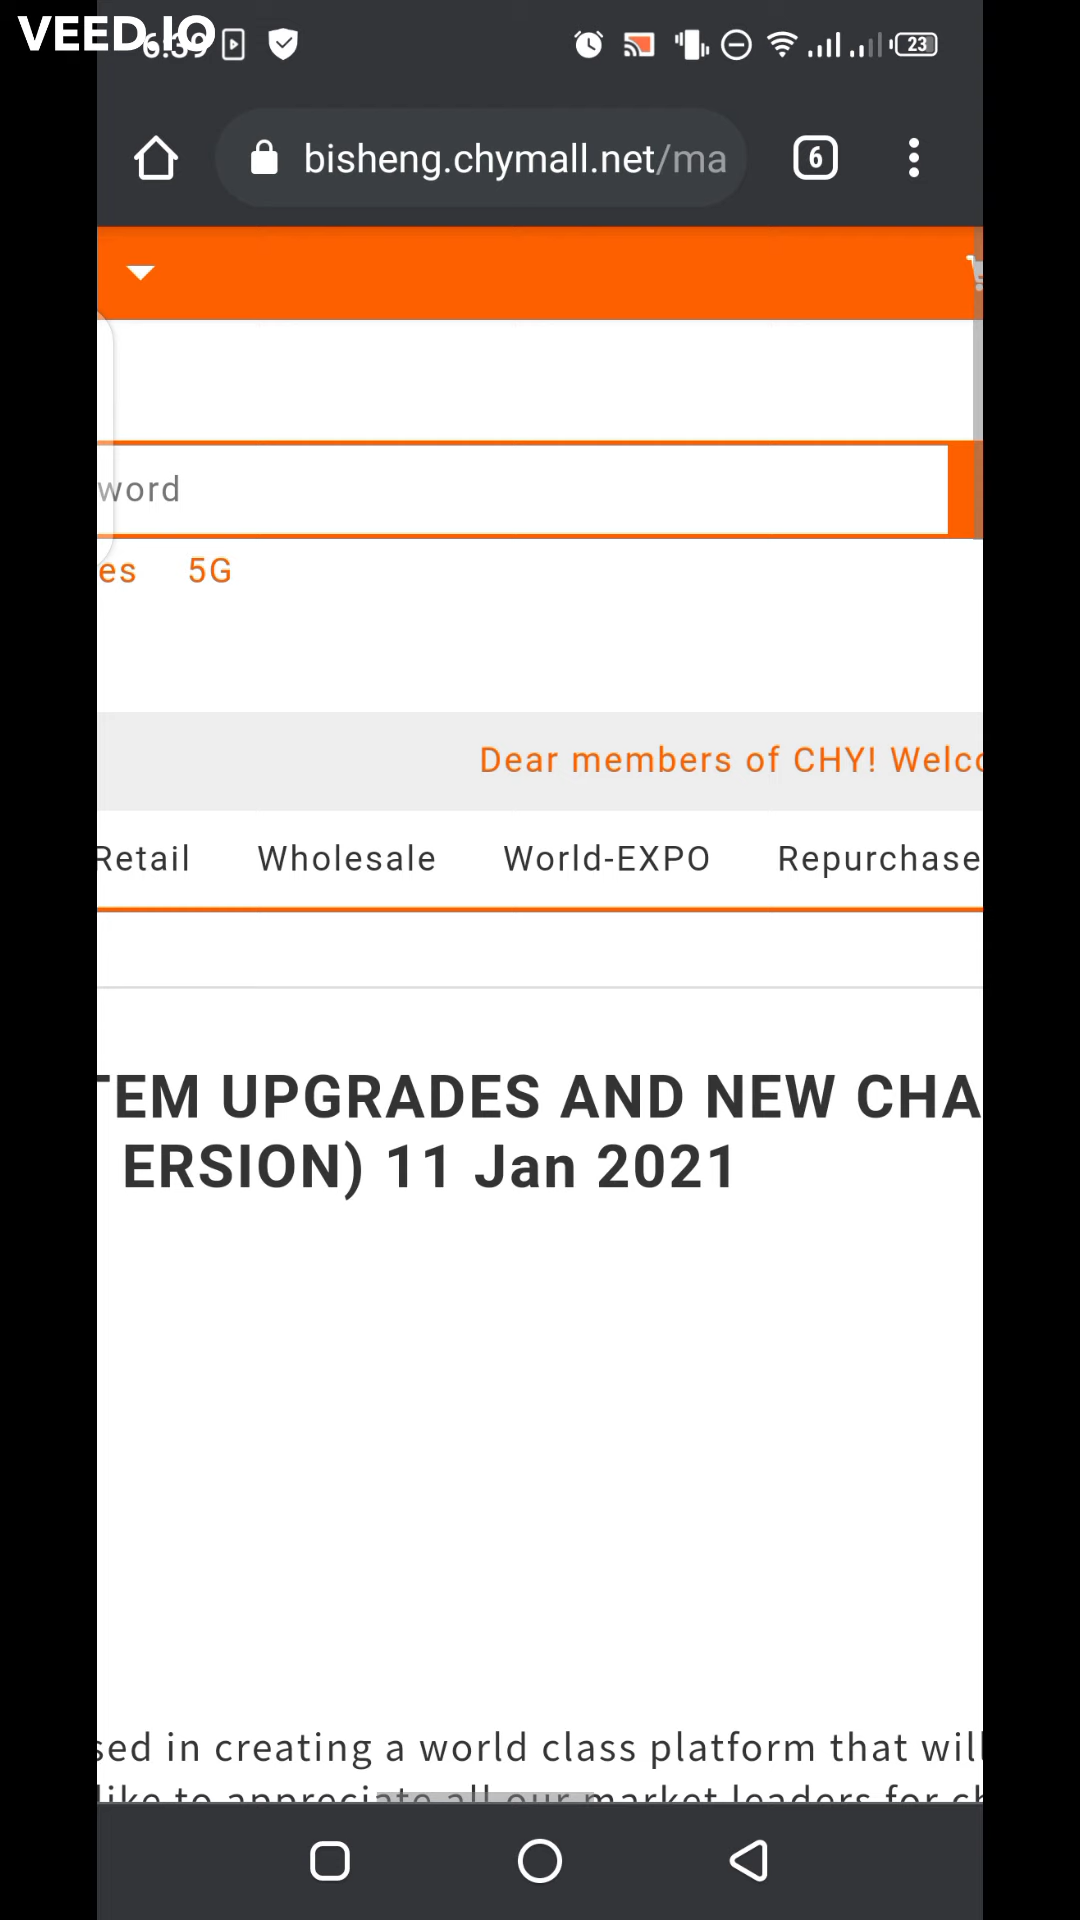 VEED.IO
6:39
23
bisheng.chymall.net/ma
6
word
es 5G
Dear members of CHY! Welco
Retail Wholesale World-EXPO Repurchase
TEM UPGRADES AND NEW CHA
ERSION) 11 Jan 2021
sed in creating a world class platform that will
like to appreciate all our market leaders for ch